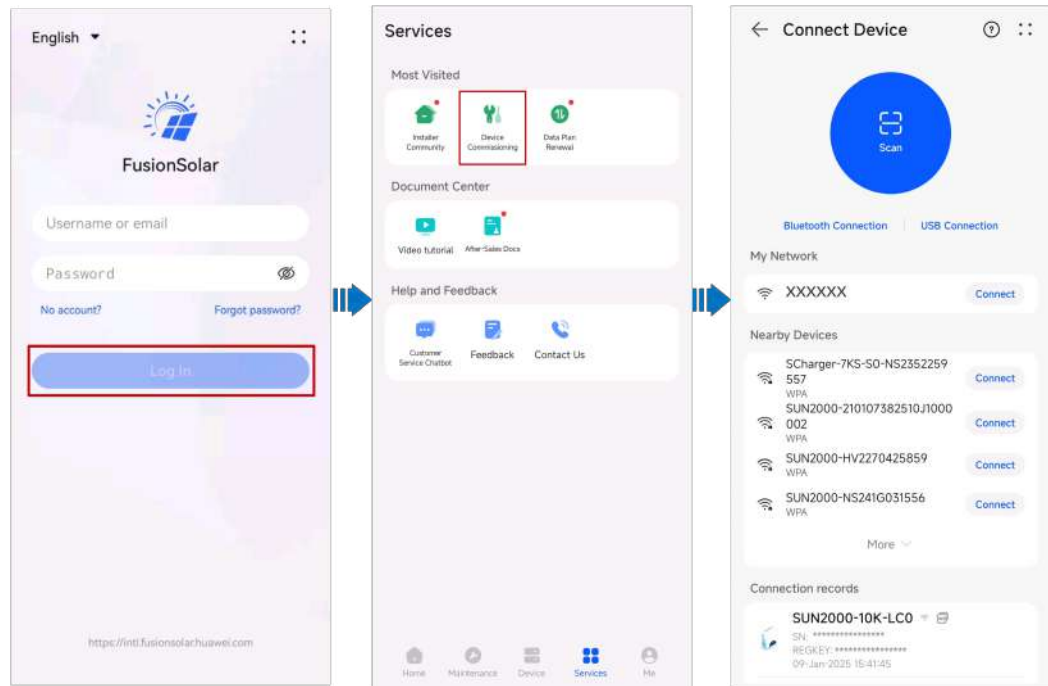 English
FusionSolar
Username or email
Password
No account?
Forgot password?
Log In
https://intl.fusionsolar.huawei.com
Services
Most Visited
Installer
Community
Device
Commissioning
Data Plan
Renewal
Document Center
Video tutorial
After-Sales Docs
Help and Feedback
Customer
Service Chatbot
Feedback
Contact Us
Home
Maintenance
Device
Services
Me
Connect Device
Scan
Bluetooth Connection
USB Connection
My Network
XXXXXX
Connect
Nearby Devices
SCharger-7KS-S0-NS2352259
557
WPA
Connect
SUN2000-210107382510J1000
002
WPA
Connect
SUN2000-HV2270425859
WPA
Connect
SUN2000-NS241G031556
WPA
Connect
More
Connection records
SUN2000-10K-LC0
SN: ****************
REGKEY: ****************
09-Jan-2025 15:41:45